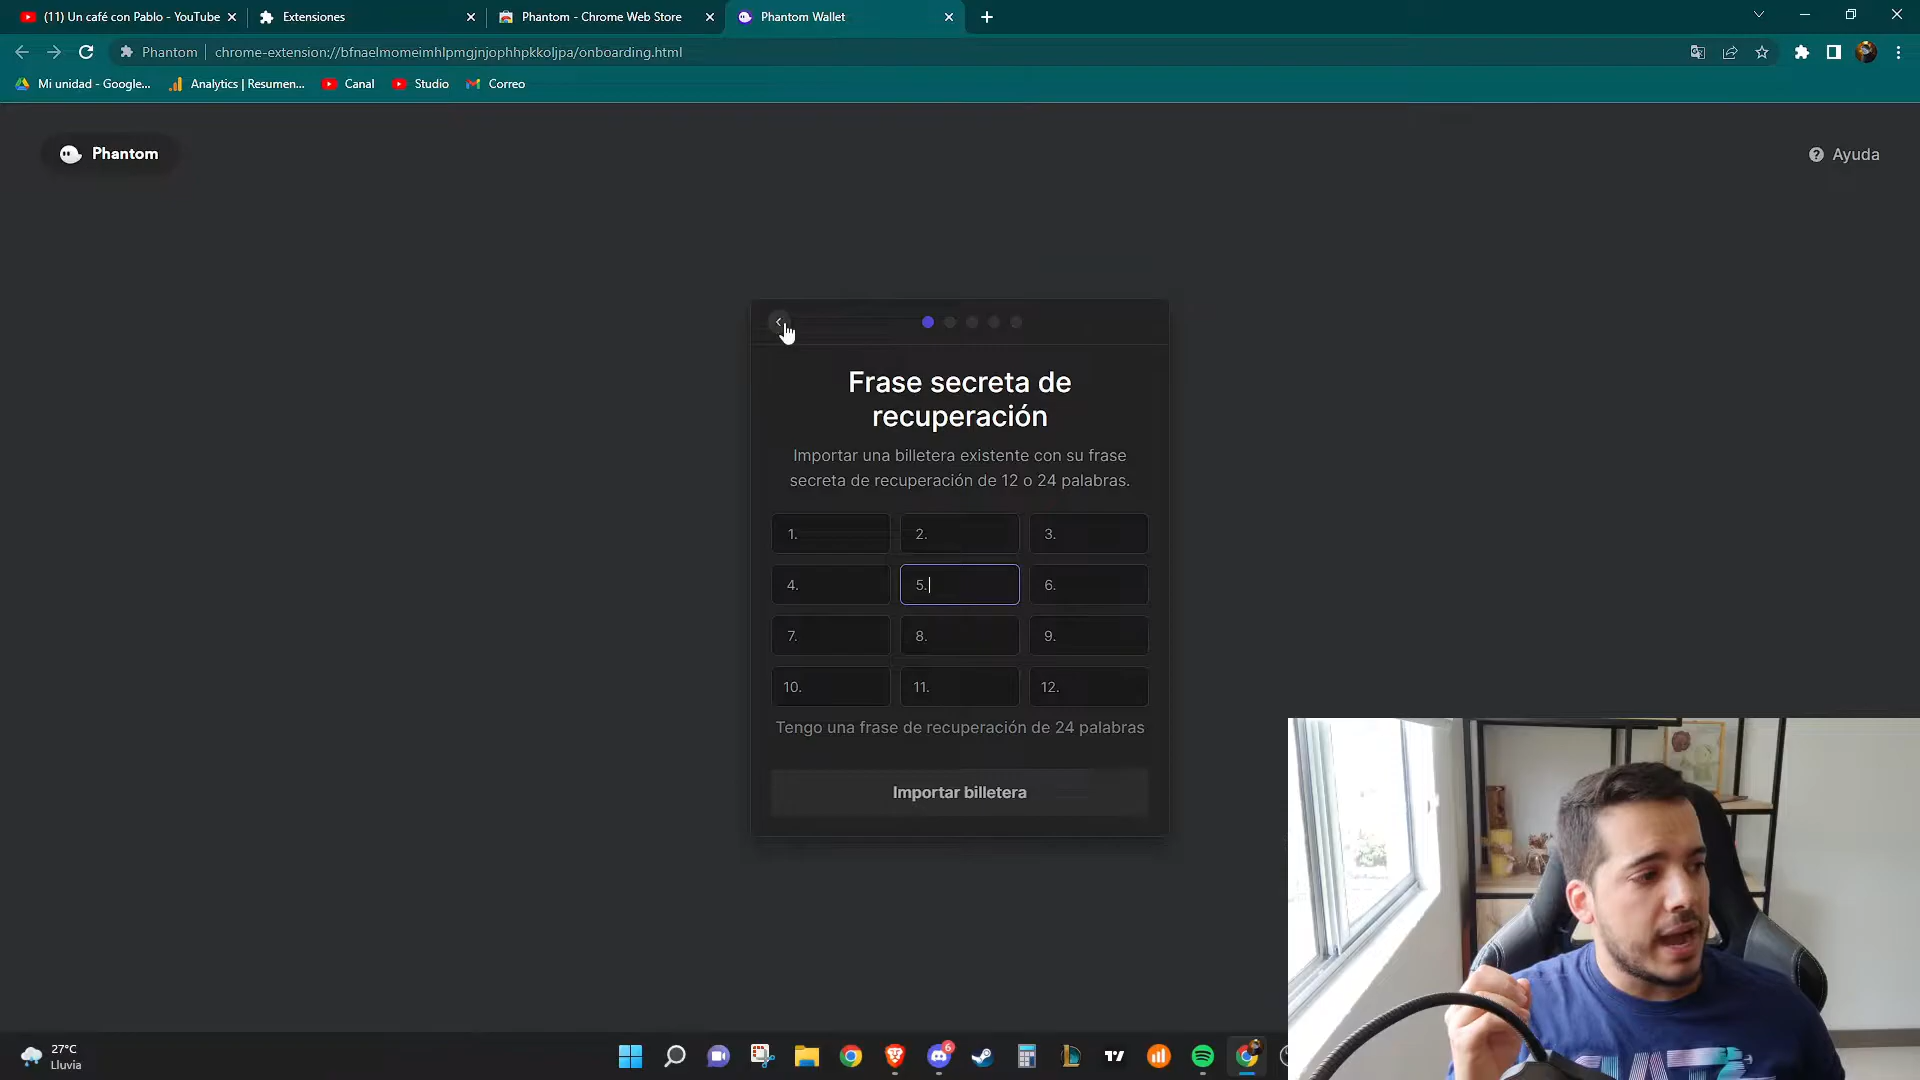 (11) Un café con Pablo - YouTube
Extensiones
Phantom - Chrome Web Store
Phantom Wallet
Phantom
chrome-extension://bfnaelmomeimhlpmgjnjophhpkkoljpa/onboarding.html
Mi unidad - Google...
Analytics | Resumen...
Canal
Studio
Correo
Phantom
Ayuda
Frase secreta de
recuperación
Importar una billetera existente con su frase
secreta de recuperación de 12 o 24 palabras.
1.
2.
3.
4.
5.
6.
7.
8.
9.
10.
11.
12.
Tengo una frase de recuperación de 24 palabras
Importar billetera
27°C
Lluvia
6